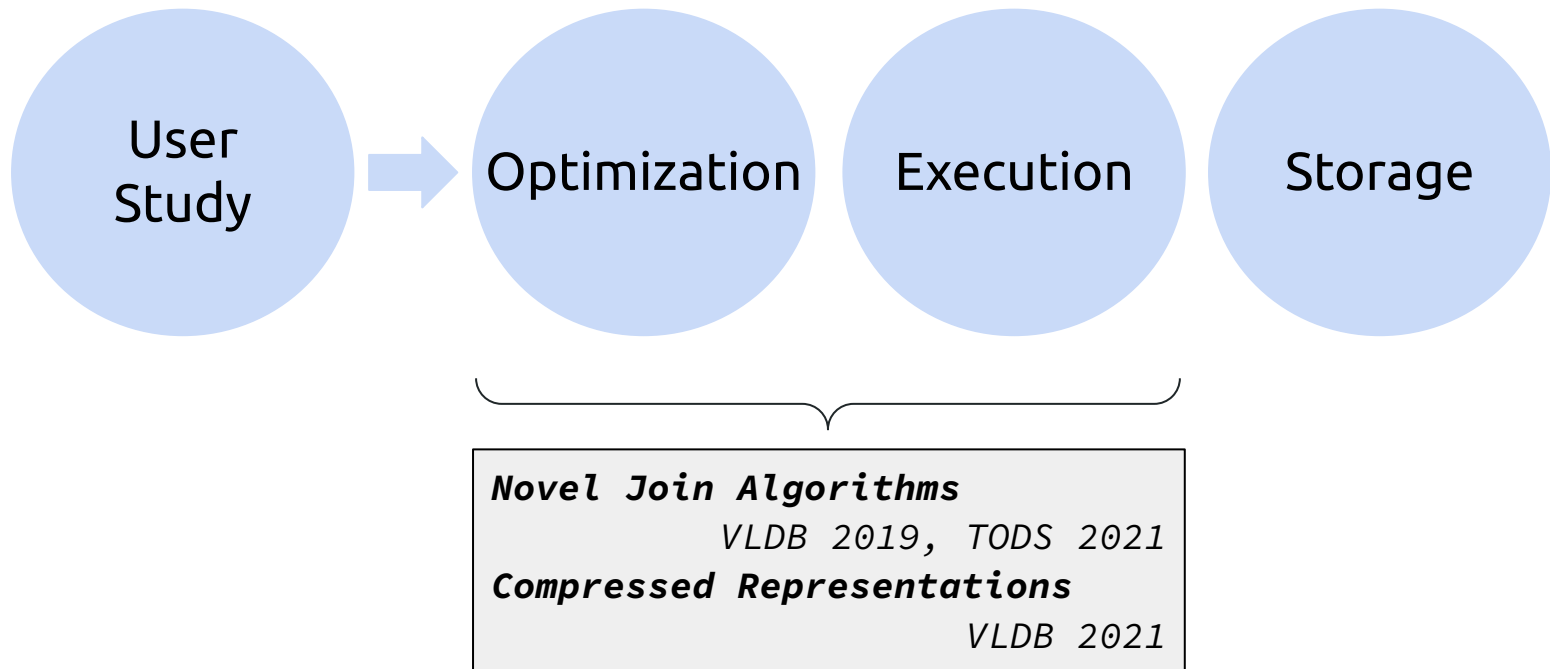 User
Study
Optimization
Execution
Storage
Novel Join Algorithms
VLDB 2019, TODS 2021
Compressed Representations
VLDB 2021